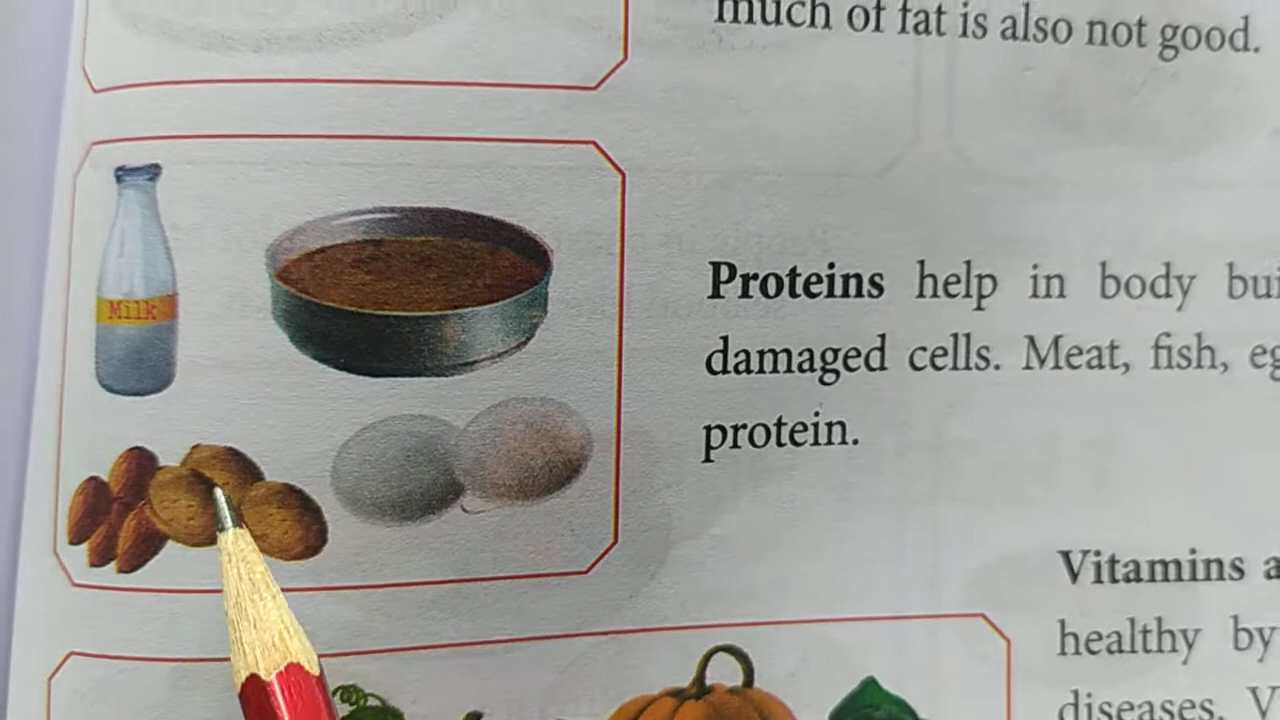 much of fat is also not good.
Milk
Proteins help in body
damaged cells. Meat, fish,
protein.
Vitamins
healthy by
diseases.